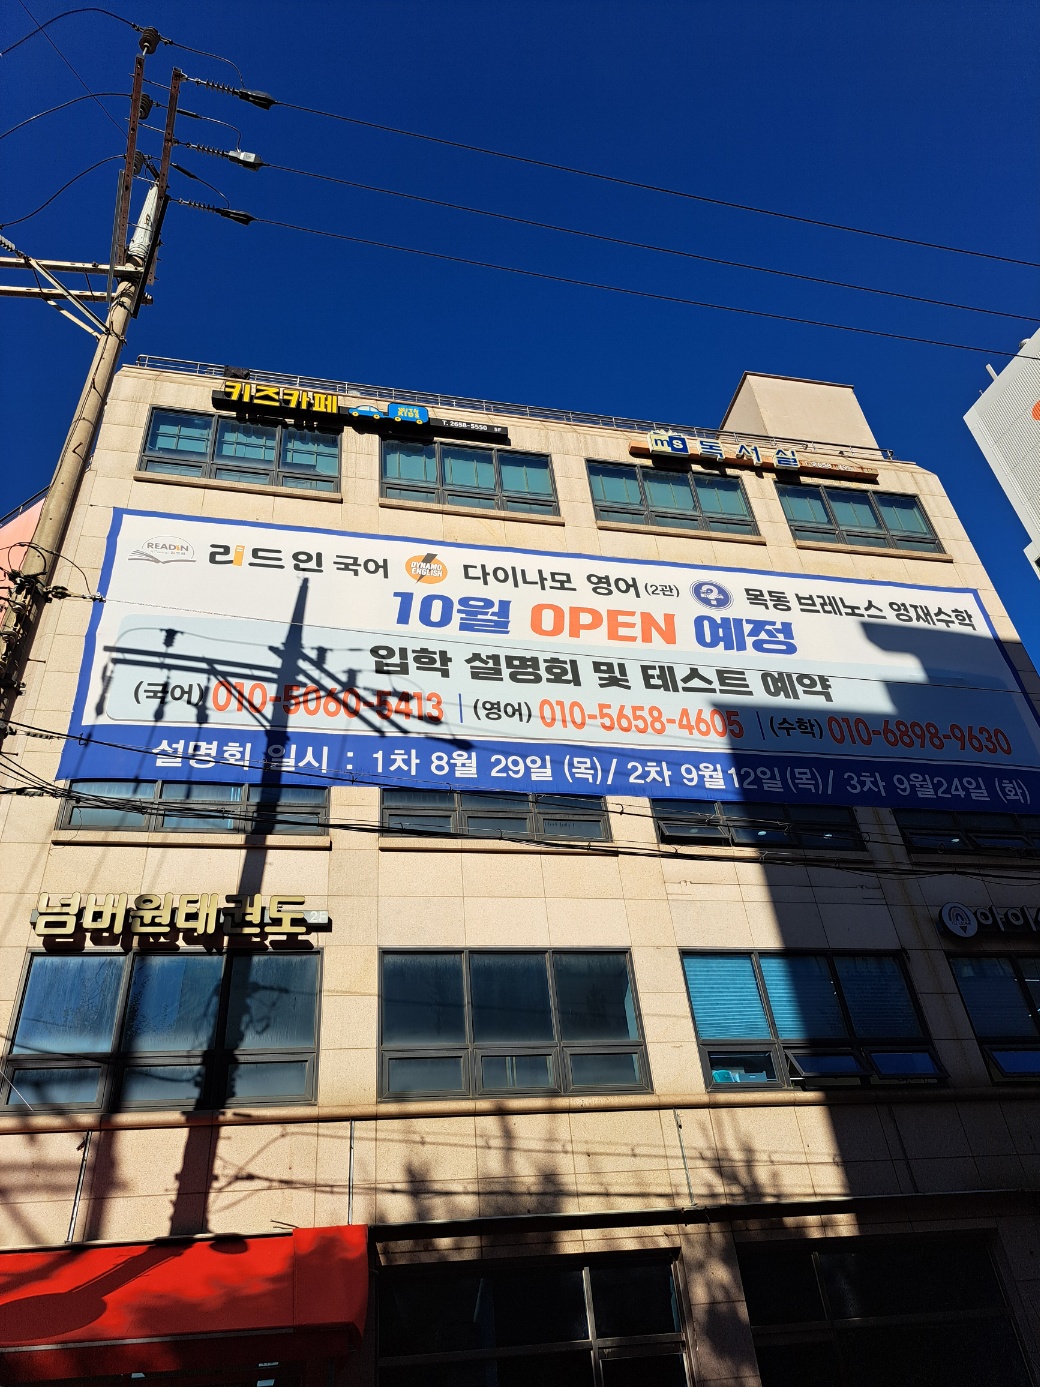 키즈카페
T. 2658-5550 5F
ms 독서실
READiN 리드인 국어 DYNAMO ENGLISH 다이나모 영어 (2관) 목동 브레노스 영재수학
10월 OPEN 예정
입학 설명회 및 테스트 예약
(국어) 010-5060-5413 | (영어) 010-5658-4605 | (수학) 010-6898-9630
설명회 일시 : 1차 8월 29일 (목) / 2차 9월12일(목) / 3차 9월24일 (화)
넘버원태권도 2F